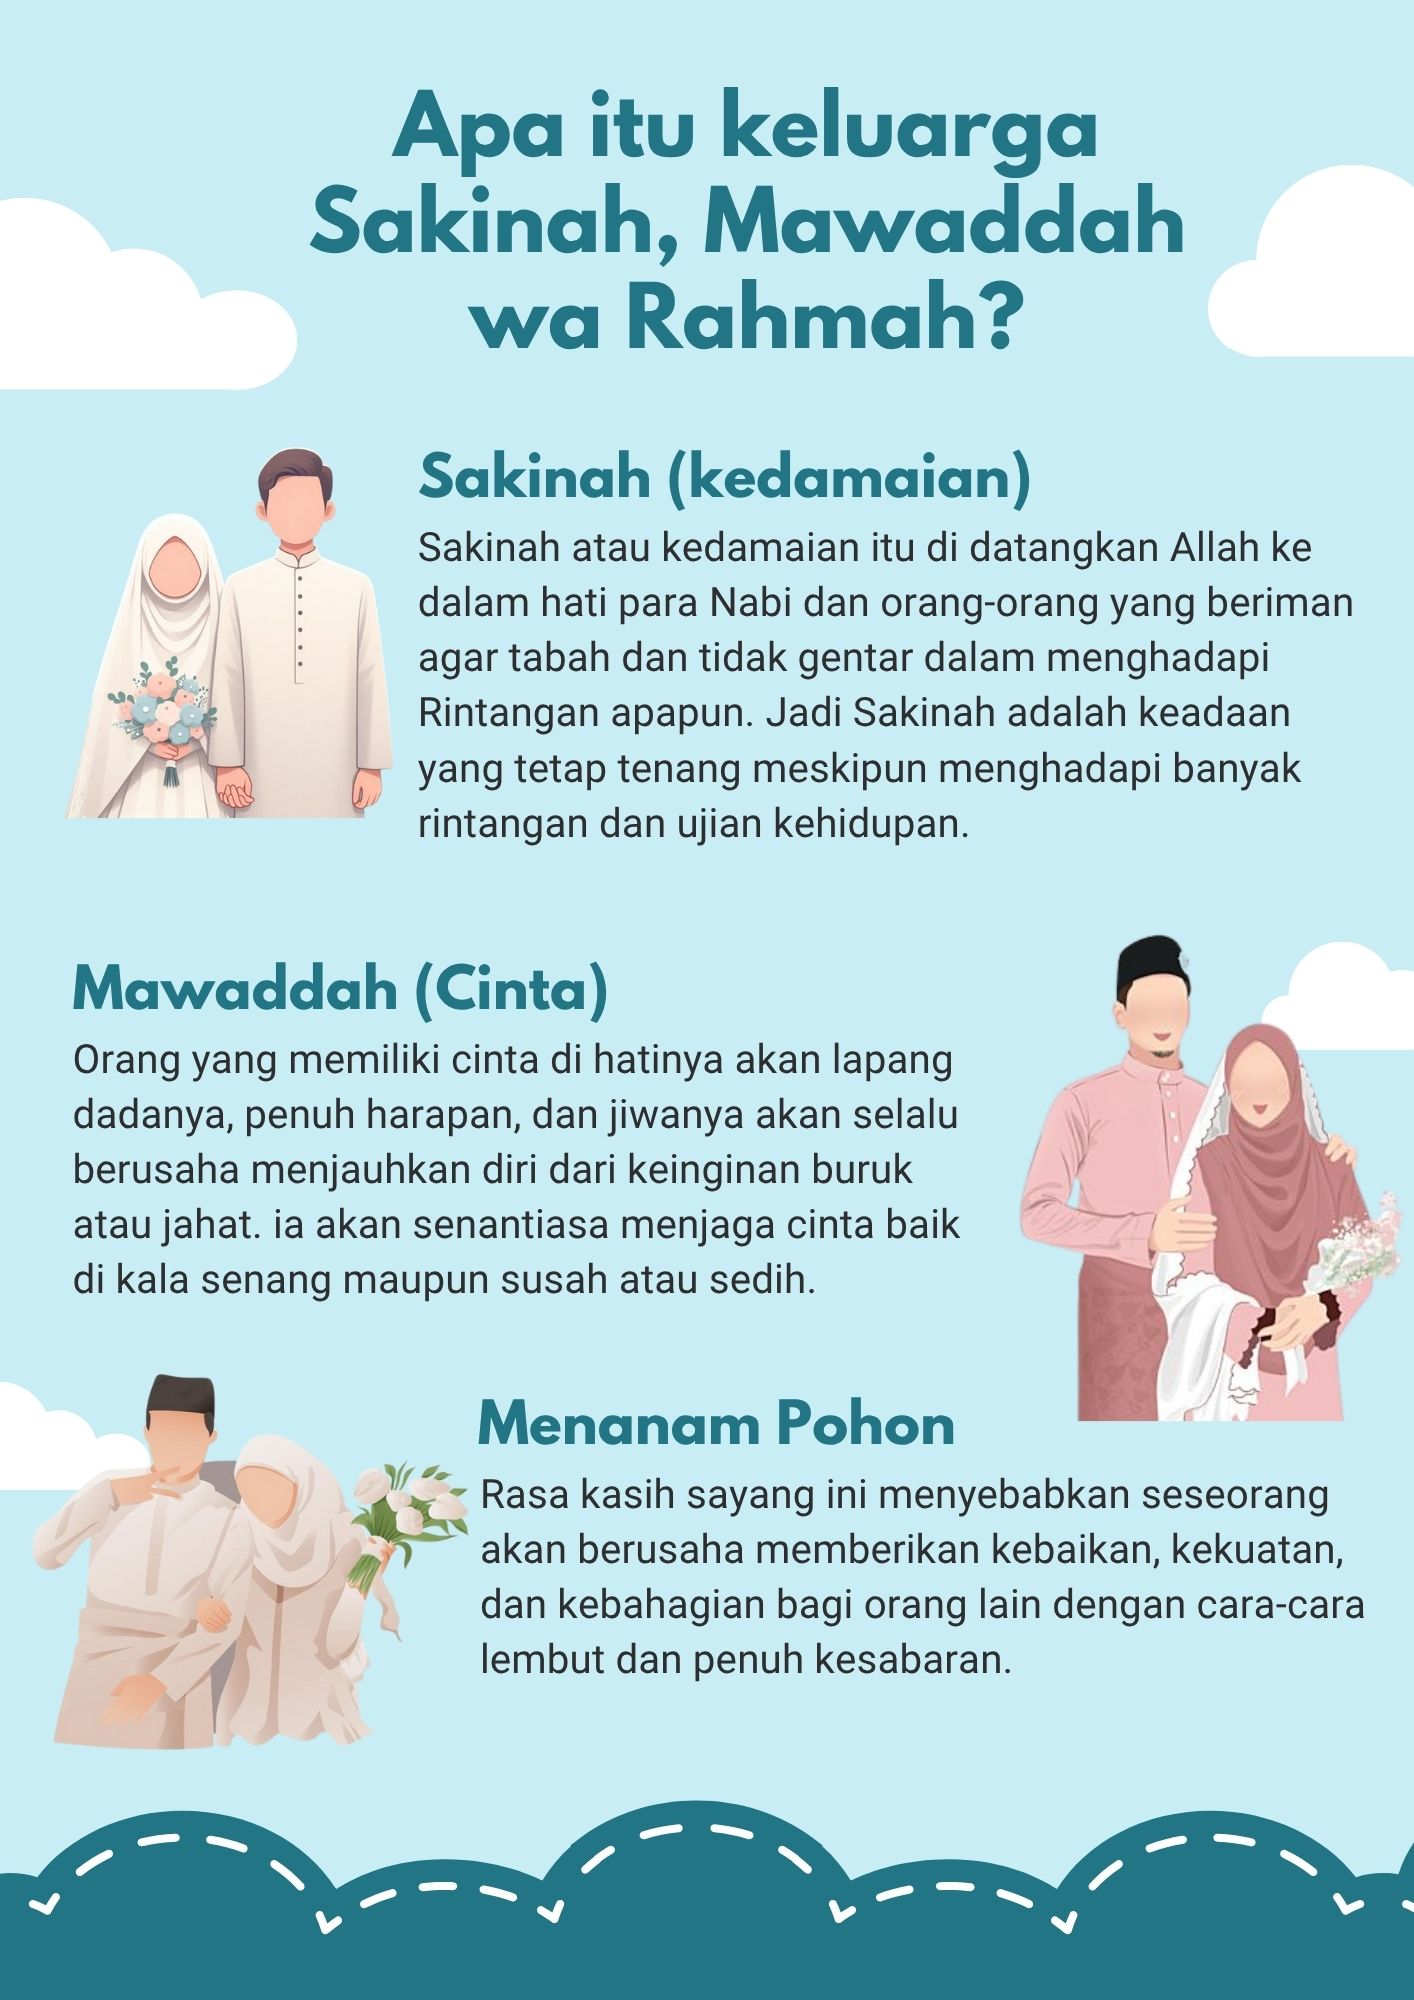 Apa itu keluarga
Sakinah, Mawaddah
wa Rahmah?
Sakinah (kedamaian)
Sakinah atau kedamaian itu di datangkan Allah ke
dalam hati para Nabi dan orang-orang yang beriman
agar tabah dan tidak gentar dalam menghadapi
Rintangan apapun. Jadi Sakinah adalah keadaan
yang tetap tenang meskipun menghadapi banyak
rintangan dan ujian kehidupan.
Mawaddah (Cinta)
Orang yang memiliki cinta di hatinya akan lapang
dadanya, penuh harapan, dan jiwanya akan selalu
berusaha menjauhkan diri dari keinginan buruk
atau jahat. ia akan senantiasa menjaga cinta baik
di kala senang maupun susah atau sedih.
Menanam Pohon
Rasa kasih sayang ini menyebabkan seseorang
akan berusaha memberikan kebaikan, kekuatan,
dan kebahagian bagi orang lain dengan cara-cara
lembut dan penuh kesabaran.